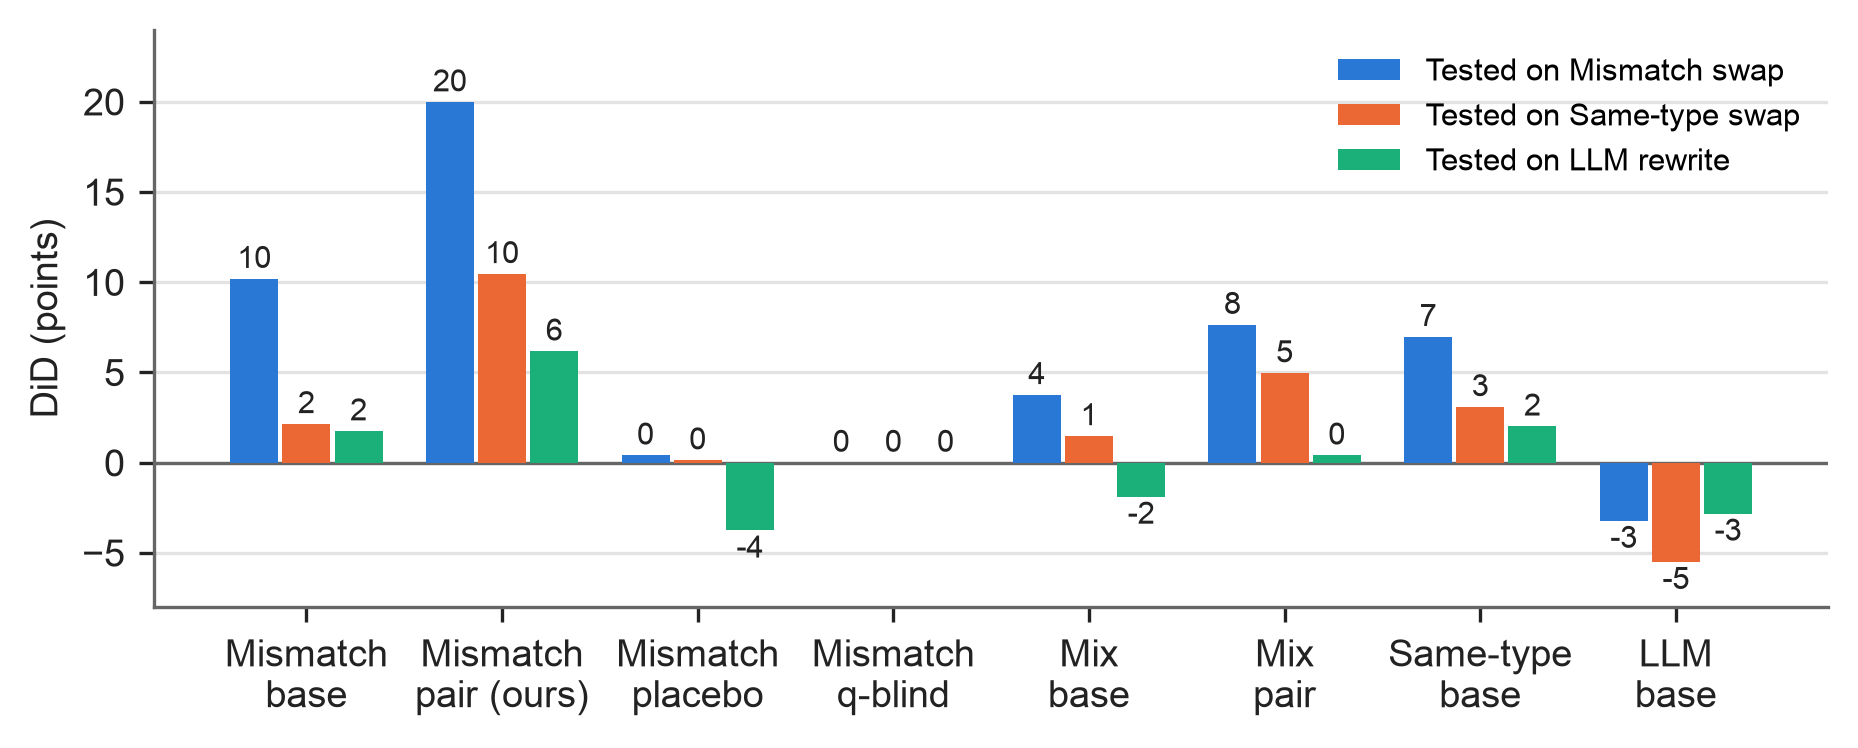 Tested on Mismatch swap
Tested on Same-type swap
Tested on LLM rewrite
DiD (points)
20
15
10
5
0
−5
10
2
2
20
10
6
0
0
-4
0
0
0
4
1
-2
8
5
0
7
3
2
-3
-5
-3
Mismatch
base
Mismatch
pair (ours)
Mismatch
placebo
Mismatch
q-blind
Mix
base
Mix
pair
Same-type
base
LLM
base